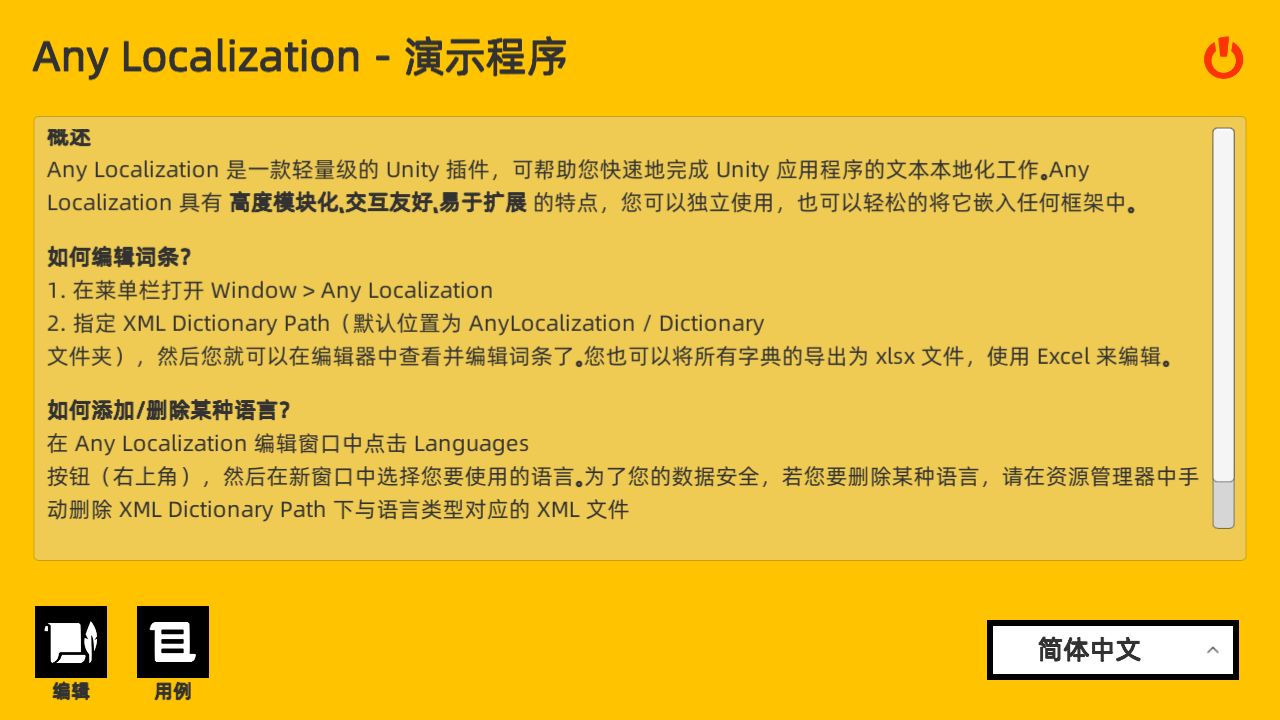 Any Localization - 演示程序
概述
Any Localization 是一款轻量级的 Unity 插件，可帮助您快速地完成 Unity 应用程序的文本本地化工作。Any
Localization 具有 高度模块化、交互友好、易于扩展 的特点，您可以独立使用，也可以轻松的将它嵌入任何框架中。
如何编辑词条？
1. 在菜单栏打开 Window > Any Localization
2. 指定 XML Dictionary Path（默认位置为 AnyLocalization / Dictionary
文件夹），然后您就可以在编辑器中查看并编辑词条了。您也可以将所有字典的导出为 xlsx 文件，使用 Excel 来编辑。
如何添加/删除某种语言？
在 Any Localization 编辑窗口中点击 Languages
按钮（右上角），然后在新窗口中选择您要使用的语言。为了您的数据安全，若您要删除某种语言，请在资源管理器中手
动删除 XML Dictionary Path 下与语言类型对应的 XML 文件
编辑
用例
简体中文